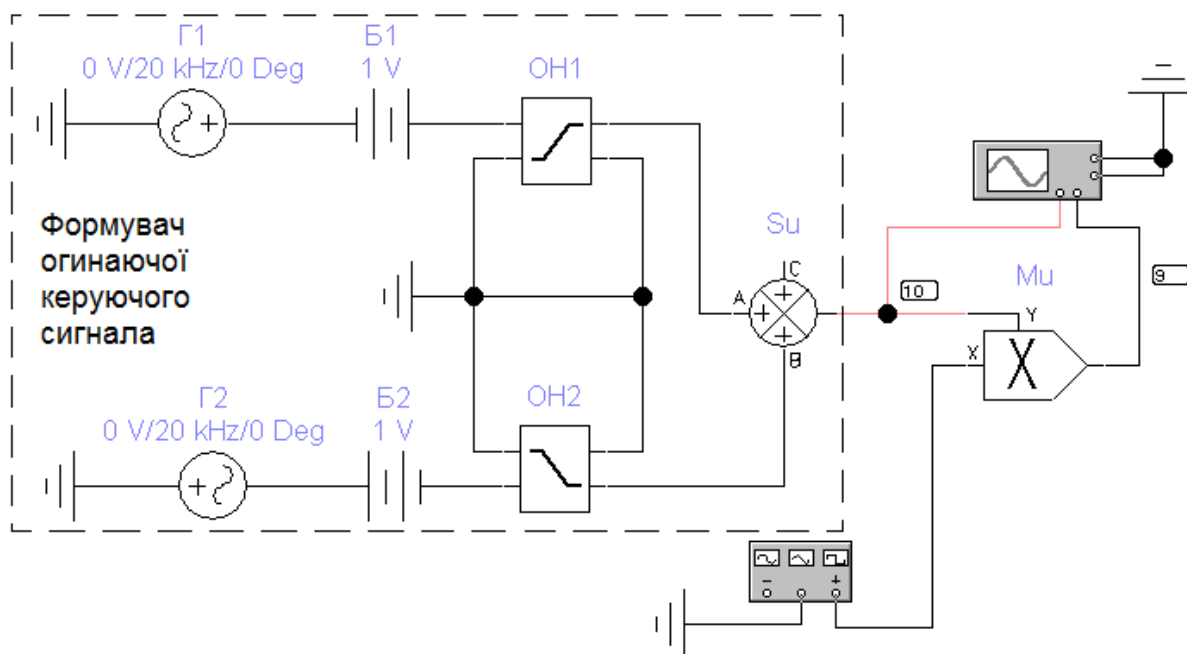 Г1
0 V/20 kHz/0 Deg
Б1
1 V
ОН1
Формувач
огинаючої
керуючого
сигнала
Su
C
A
B
10
9
Mu
Y
X
X
Г2
0 V/20 kHz/0 Deg
Б2
1 V
ОН2